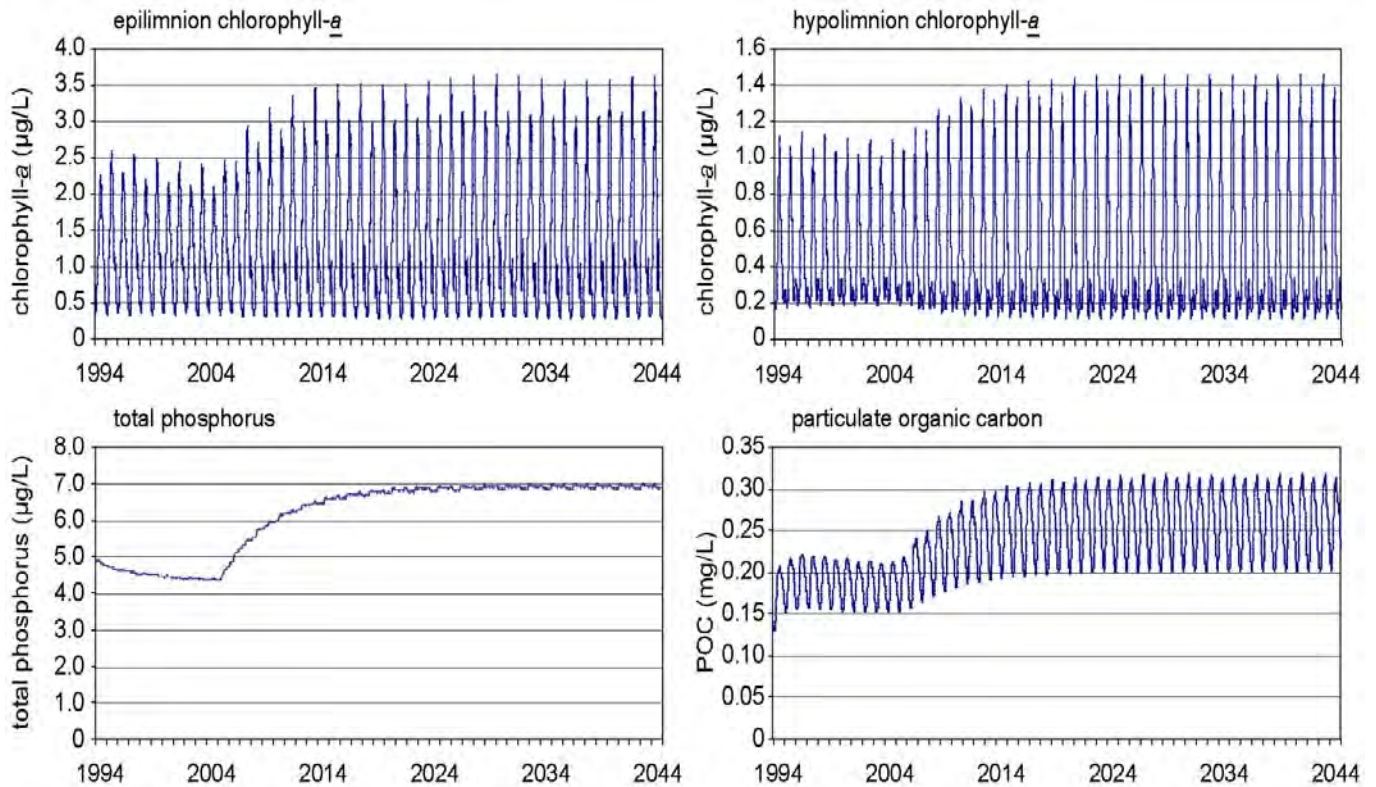 epilimnion chlorophyll-a
chlorophyll-a (µg/L)
4.0
3.5
3.0
2.5
2.0
1.5
1.0
0.5
0
1994 2004 2014 2024 2034 2044
hypolimnion chlorophyll-a
chlorophyll-a (µg/L)
1.6
1.4
1.2
1.0
0.8
0.6
0.4
0.2
0
1994 2004 2014 2024 2034 2044
total phosphorus
total phosphorus (µg/L)
8.0
7.0
6.0
5.0
4.0
3.0
2.0
1.0
0
1994 2004 2014 2024 2034 2044
particulate organic carbon
POC (mg/L)
0.35
0.30
0.25
0.20
0.15
0.10
0.05
0
1994 2004 2014 2024 2034 2044